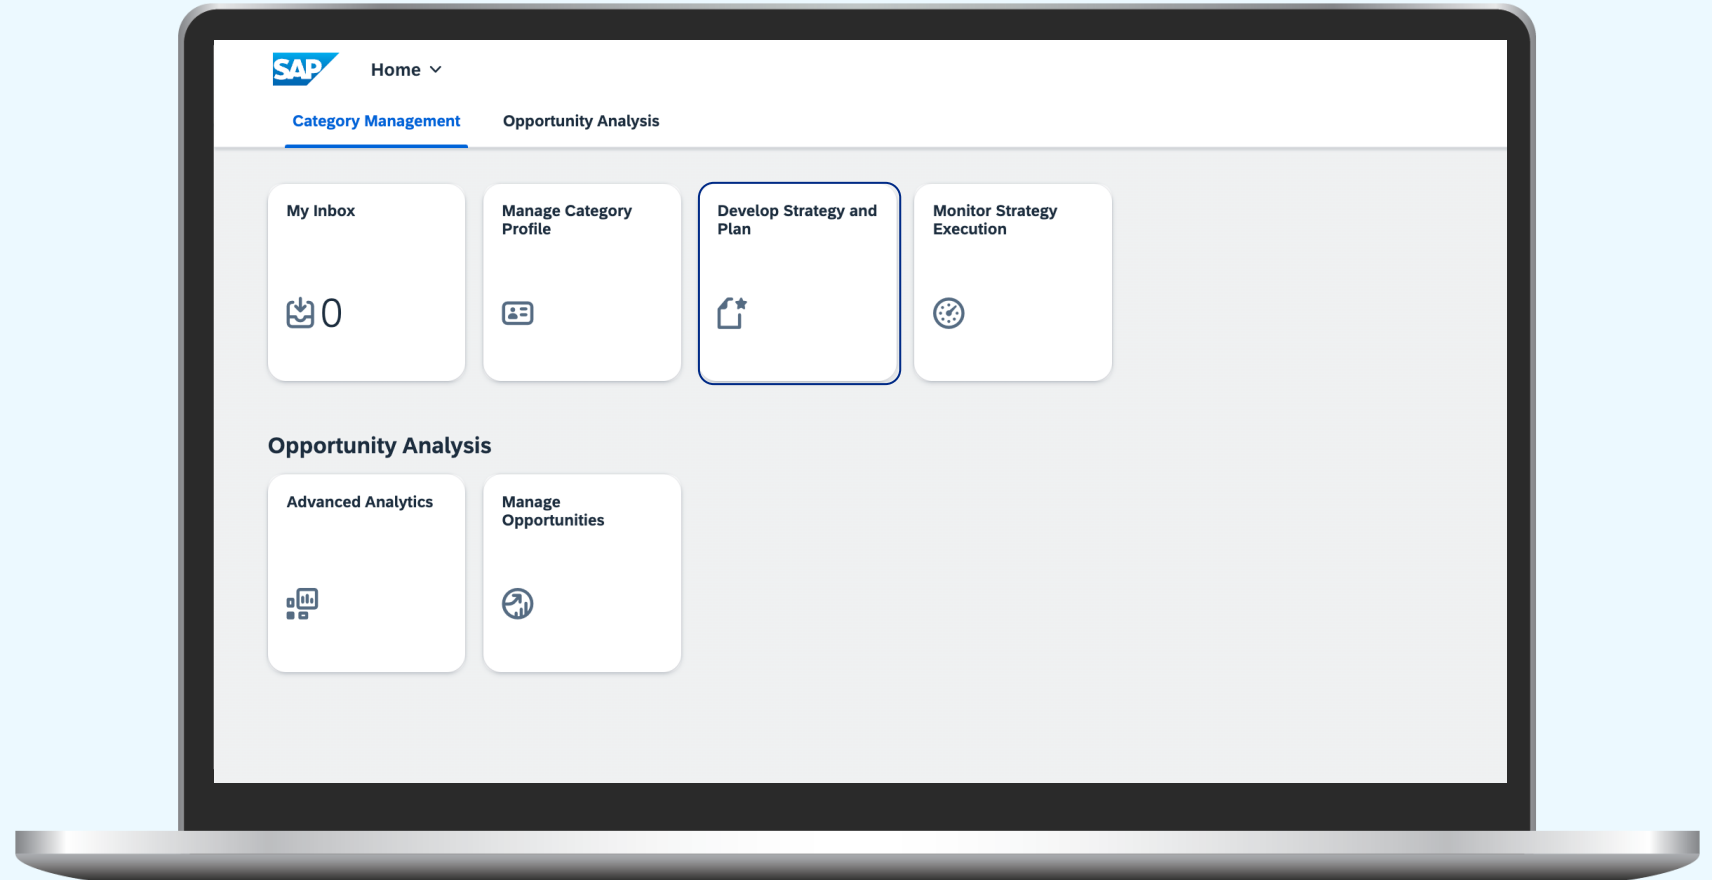 SAP
Home
Category Management
Opportunity Analysis
My Inbox
0
Manage Category
Profile
Develop Strategy and
Plan
Monitor Strategy
Execution
Opportunity Analysis
Advanced Analytics
Manage
Opportunities